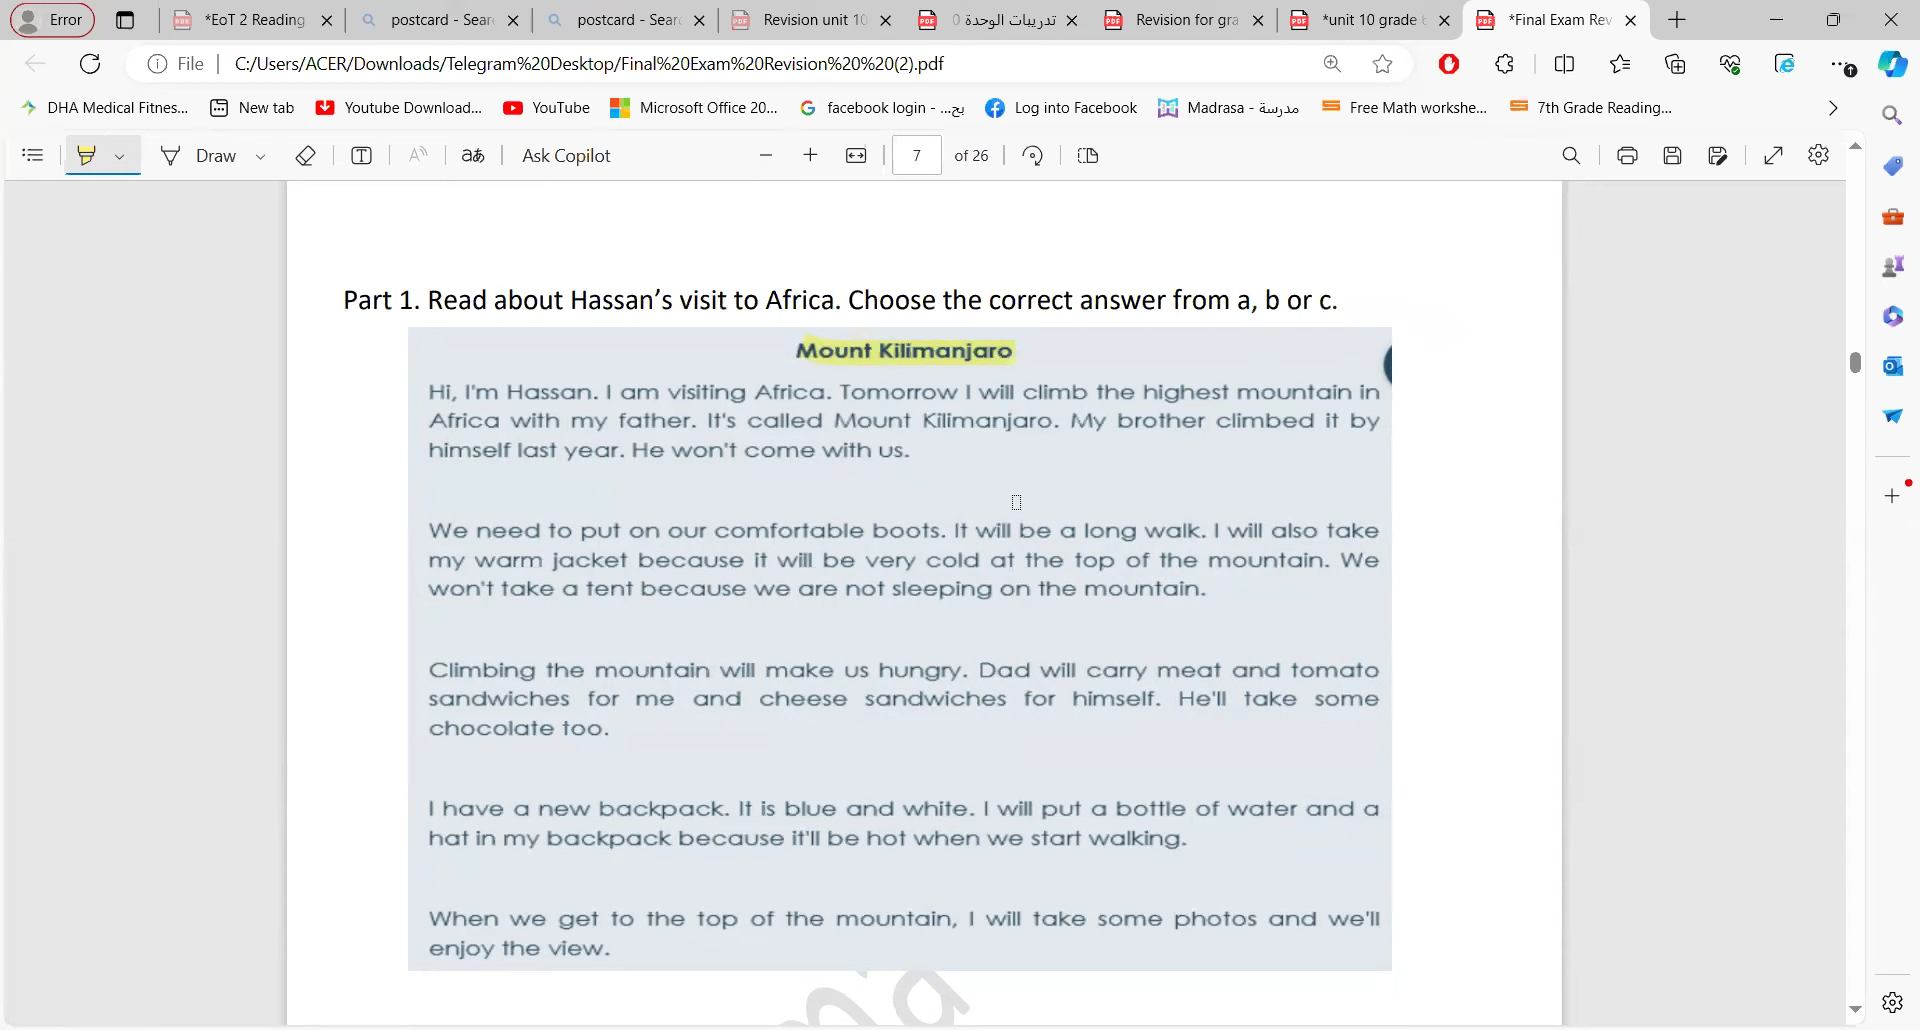 Error
*EoT 2 Reading
postcard - Sear
postcard - Sear
Revision unit 10
تدريبات الوحدة 0
Revision for gra
*unit 10 grade
*Final Exam Rev
File
C:/Users/ACER/Downloads/Telegram%20Desktop/Final%20Exam%20Revision%20%20(2).pdf
DHA Medical Fitnes...
New tab
Youtube Download...
YouTube
Microsoft Office 20...
facebook login - ...بح
Log into Facebook
Madrasa - مدرسة
Free Math workshe...
7th Grade Reading...
Draw
Ask Copilot
7
of 26
Part 1. Read about Hassan’s visit to Africa. Choose the correct answer from a, b or c.
Mount Kilimanjaro
Hi, I'm Hassan. I am visiting Africa. Tomorrow I will climb the highest mountain in
Africa with my father. It's called Mount Kilimanjaro. My brother climbed it by
himself last year. He won't come with us.
We need to put on our comfortable boots. It will be a long walk. I will also take
my warm jacket because it will be very cold at the top of the mountain. We
won't take a tent because we are not sleeping on the mountain.
Climbing the mountain will make us hungry. Dad will carry meat and tomato
sandwiches for me and cheese sandwiches for himself. He'll take some
chocolate too.
I have a new backpack. It is blue and white. I will put a bottle of water and a
hat in my backpack because it'll be hot when we start walking.
When we get to the top of the mountain, I will take some photos and we'll
enjoy the view.